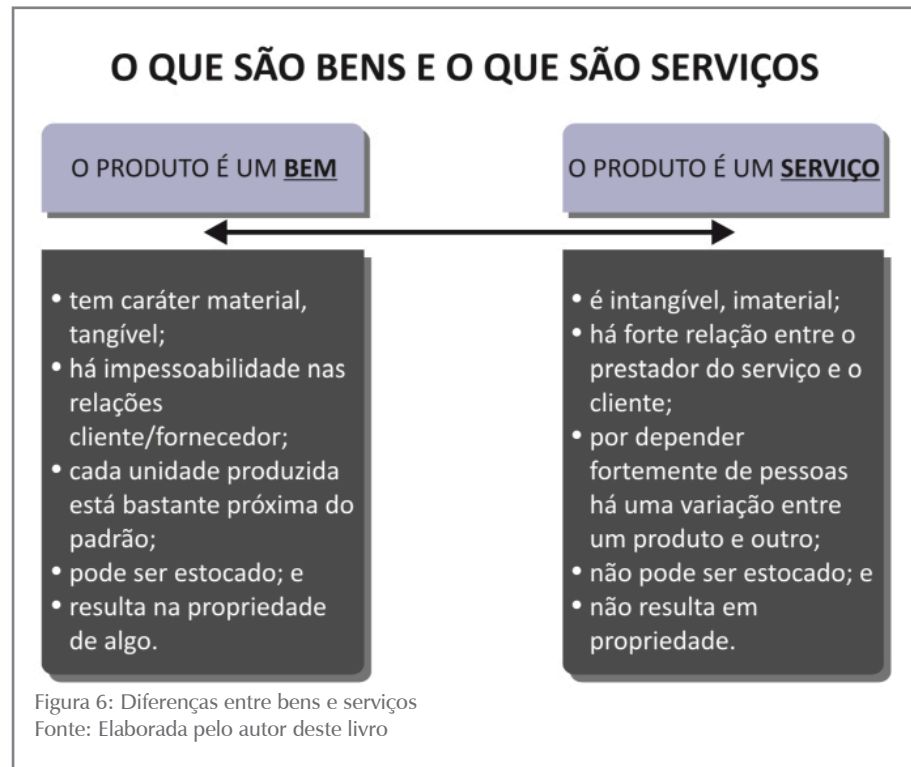 O QUE SÃO BENS E O QUE SÃO SERVIÇOS
O PRODUTO É UM BEM
• tem caráter material,
tangível;
• há impessoabilidade nas
relações
cliente/fornecedor;
• cada unidade produzida
está bastante próxima do
padrão;
• pode ser estocado; e
• resulta na propriedade
de algo.
O PRODUTO É UM SERVIÇO
• é intangível, imaterial;
• há forte relação entre o
prestador do serviço e o
cliente;
• por depender
fortemente de pessoas
há uma variação entre
um produto e outro;
• não pode ser estocado; e
• não resulta em
propriedade.
Figura 6: Diferenças entre bens e serviços
Fonte: Elaborada pelo autor deste livro